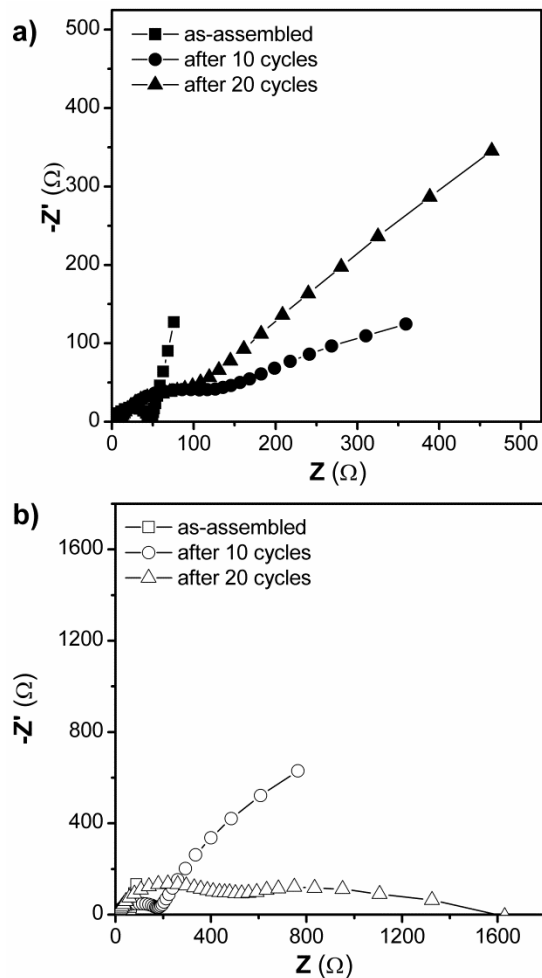 a)
as-assembled
after 10 cycles
after 20 cycles
500
400
300
200
100
0
-Z' (Ω)
0 100 200 300 400 500
Z (Ω)
b)
as-assembled
after 10 cycles
after 20 cycles
1600
1200
800
400
0
-Z' (Ω)
0 400 800 1200 1600
Z (Ω)